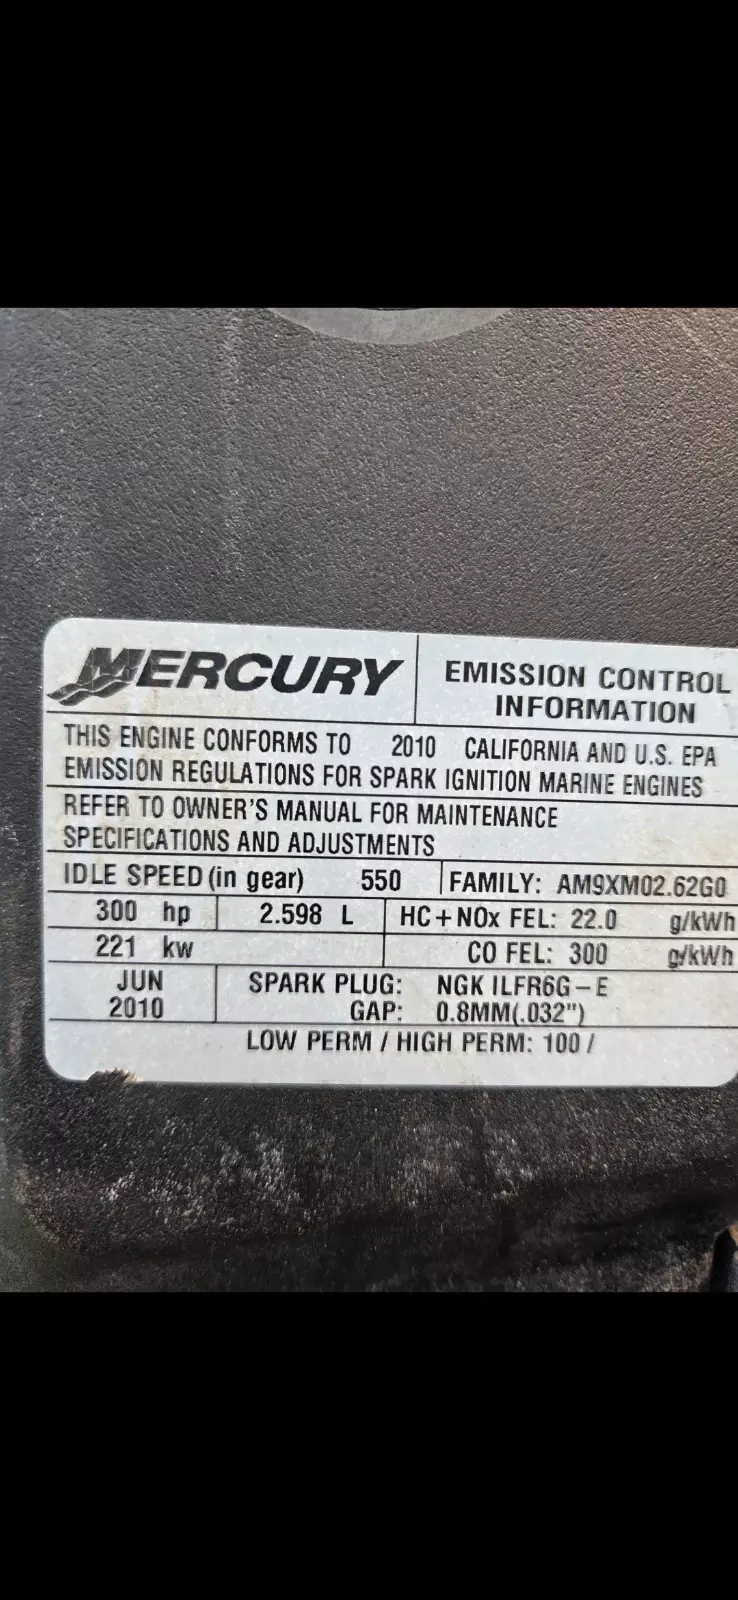 MERCURY
EMISSION CONTROL
INFORMATION
THIS ENGINE CONFORMS TO 2010 CALIFORNIA AND U.S. EPA
EMISSION REGULATIONS FOR SPARK IGNITION MARINE ENGINES
REFER TO OWNER'S MANUAL FOR MAINTENANCE
SPECIFICATIONS AND ADJUSTMENTS
IDLE SPEED (in gear) 550 FAMILY: AM9XM02.62G0
300 hp 2.598 L HC+NOx FEL: 22.0 g/kWh
221 kw CO FEL: 300 g/kWh
JUN SPARK PLUG: NGK ILFR6G-E
2010 GAP: 0.8MM(.032")
LOW PERM / HIGH PERM: 100 /